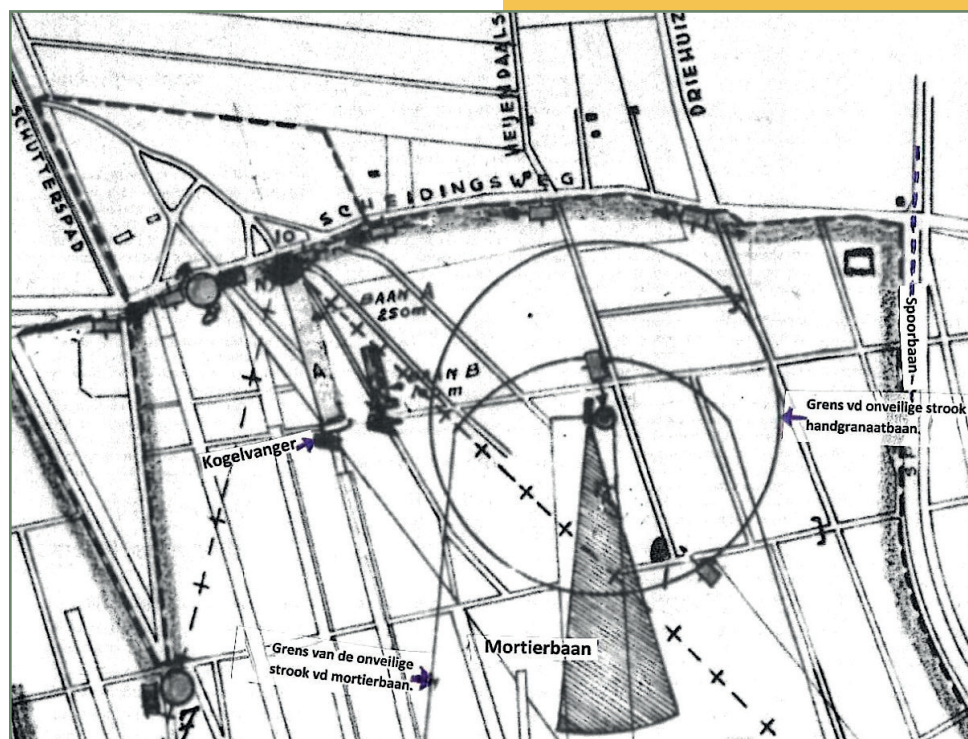 SCHUTTERSPAD
MEIJENDAALS
DRIEHUIZ
SCHEIDINGSWEG
10
8
BAAN A
250m
BAAN B
m
D
Spoorbaan
Grens vd onveilige strook
handgranaatbaan.
Kogelvanger
A
Mortierbaan
Grens van de onveilige
strook vd mortierbaan.
7